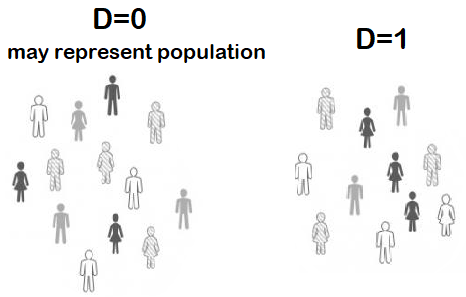 D=0
may represent population
D=1